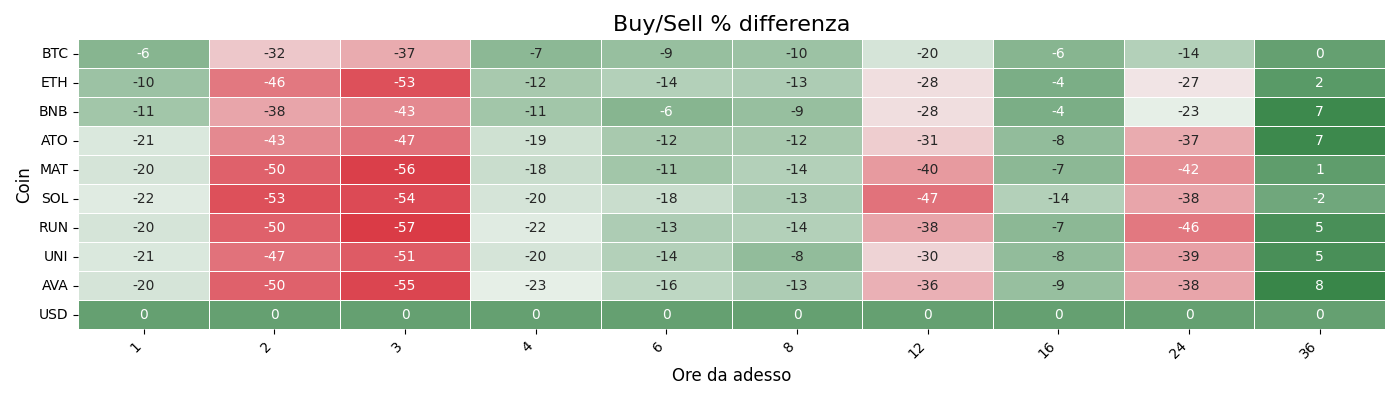 Buy/Sell % differenza
Coin
BTC -6 -32 -37 -7 -9 -10 -20 -6 -14 0
ETH -10 -46 -53 -12 -14 -13 -28 -4 -27 2
BNB -11 -38 -43 -11 -6 -9 -28 -4 -23 7
ATO -21 -43 -47 -19 -12 -12 -31 -8 -37 7
MAT -20 -50 -56 -18 -11 -14 -40 -7 -42 1
SOL -22 -53 -54 -20 -18 -13 -47 -14 -38 -2
RUN -20 -50 -57 -22 -13 -14 -38 -7 -46 5
UNI -21 -47 -51 -20 -14 -8 -30 -8 -39 5
AVA -20 -50 -55 -23 -16 -13 -36 -9 -38 8
USD 0 0 0 0 0 0 0 0 0 0
1 2 3 4 6 8 12 16 24 36
Ore da adesso